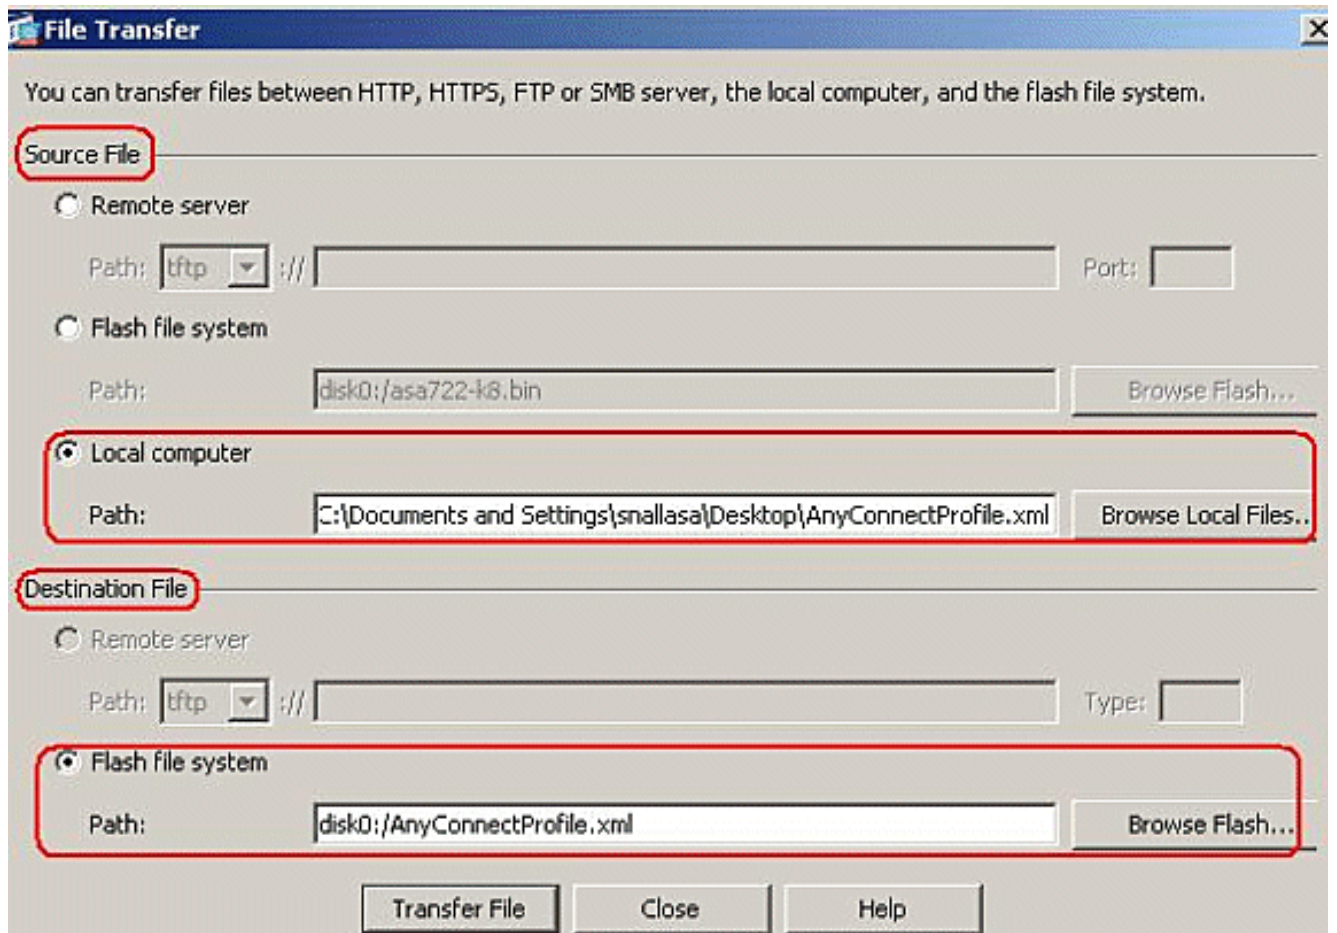 File Transfer
You can transfer files between HTTP, HTTPS, FTP or SMB server, the local computer, and the flash file system.
Source File
Remote server
Path: tftp :// Port:
Flash file system
Path: disk0:/asa722-k8.bin Browse Flash...
Local computer
Path: C:\Documents and Settings\snallasa\Desktop\AnyConnectProfile.xml Browse Local Files..
Destination File
Remote server
Path: tftp :// Type:
Flash file system
Path: disk0:/AnyConnectProfile.xml Browse Flash...
Transfer File Close Help